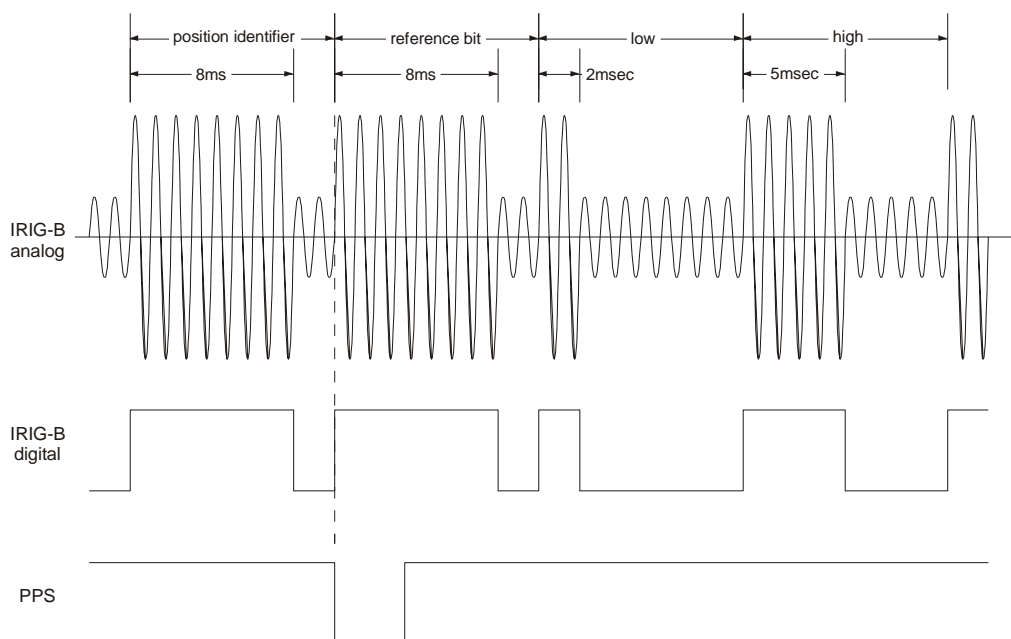 position identifier
reference bit
low
high
8ms
8ms
2msec
5msec
IRIG-B
analog
IRIG-B
digital
PPS